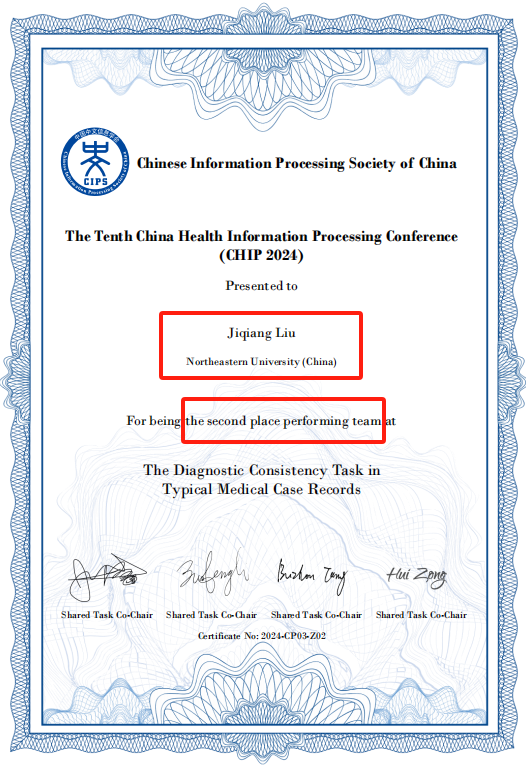 中国中文信息学会
CIPS
Chinese Information Processing Society of China
Chinese Information Processing Society of China
The Tenth China Health Information Processing Conference
(CHIP 2024)
Presented to
Jiqiang Liu
Northeastern University (China)
For being the second place performing team at
The Diagnostic Consistency Task in
Typical Medical Case Records
Hui Zong
Shared Task Co-Chair Shared Task Co-Chair Shared Task Co-Chair Shared Task Co-Chair
Certificate No: 2024-CP03-Z02